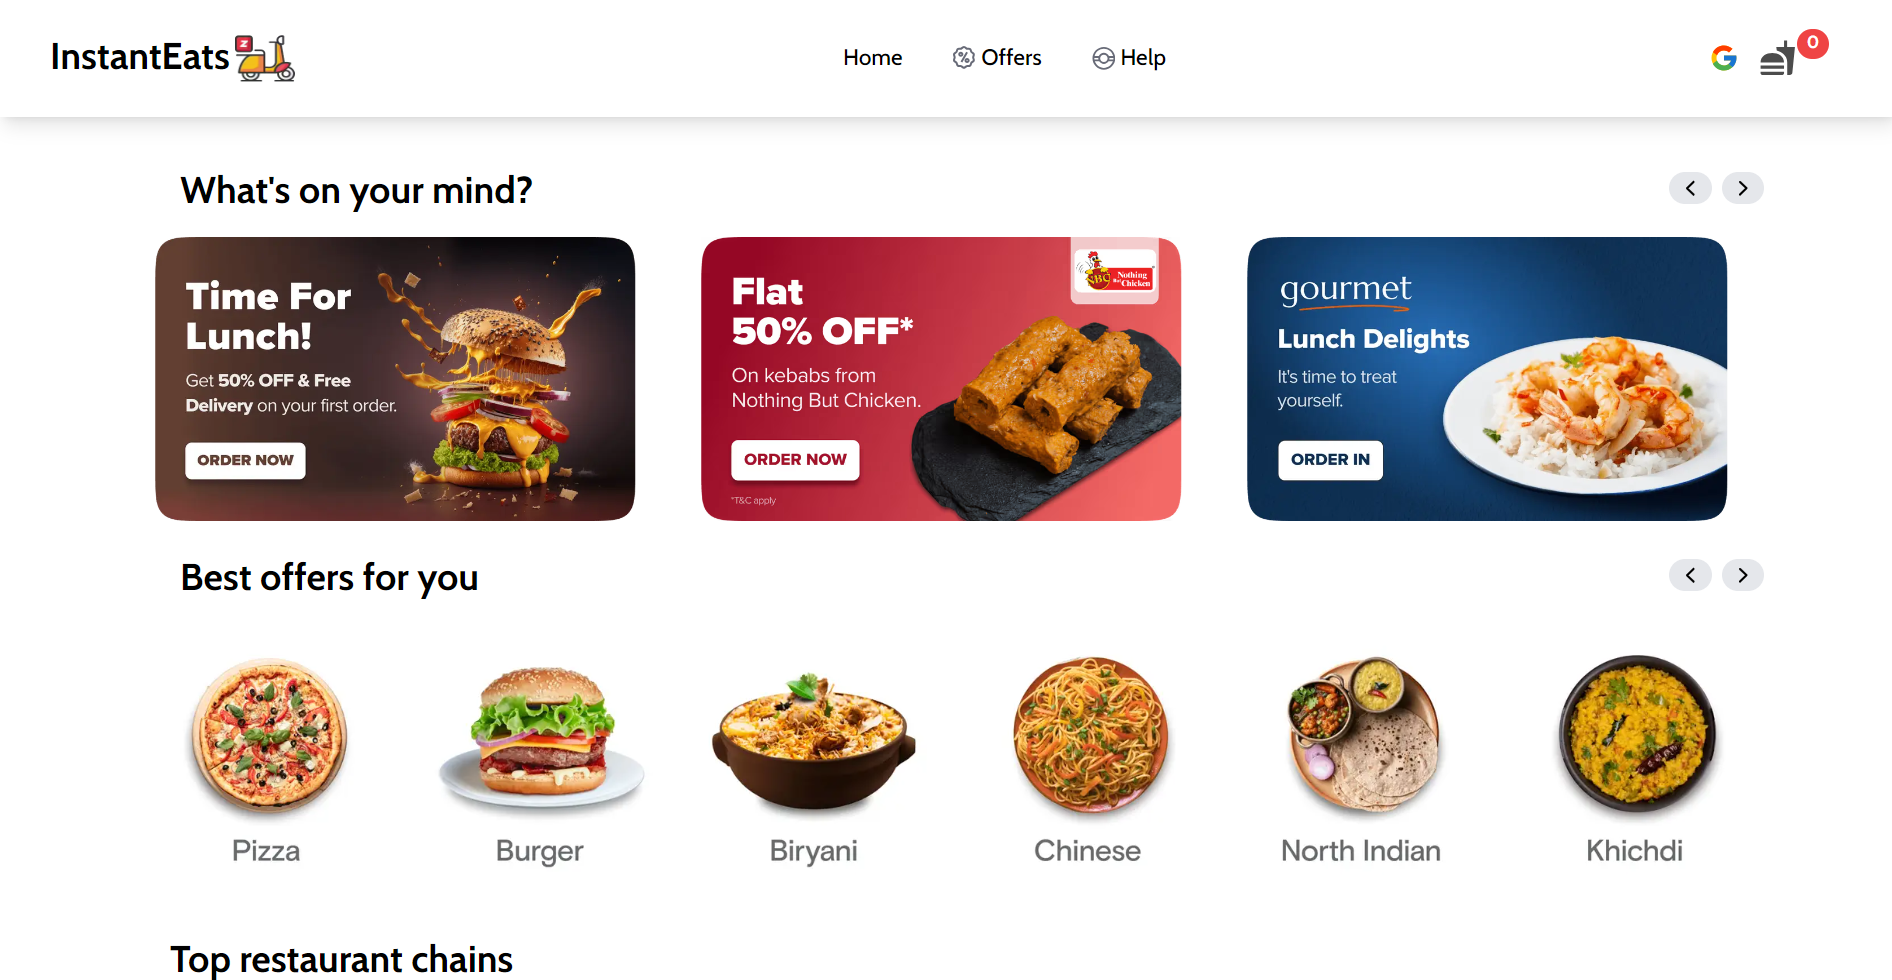 InstantEats
Z
Home
Offers
Help
0
What's on your mind?
Time For
Lunch!
Get 50% OFF & Free
Delivery on your first order.
ORDER NOW
Flat
50% OFF*
On kebabs from
Nothing But Chicken.
ORDER NOW
*T&C apply
NBC
Nothing
But Chicken
gourmet
Lunch Delights
It's time to treat
yourself.
ORDER IN
Best offers for you
Pizza
Burger
Biryani
Chinese
North Indian
Khichdi
Top restaurant chains